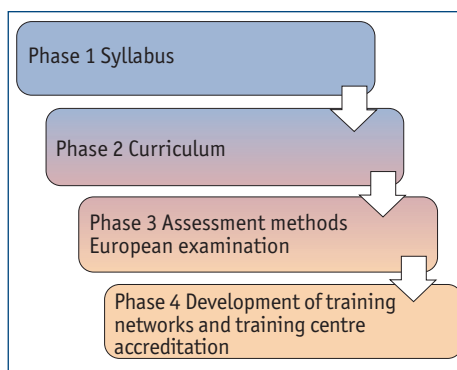 Phase 1 Syllabus
Phase 2 Curriculum
Phase 3 Assessment methods
European examination
Phase 4 Development of training
networks and training centre
accreditation